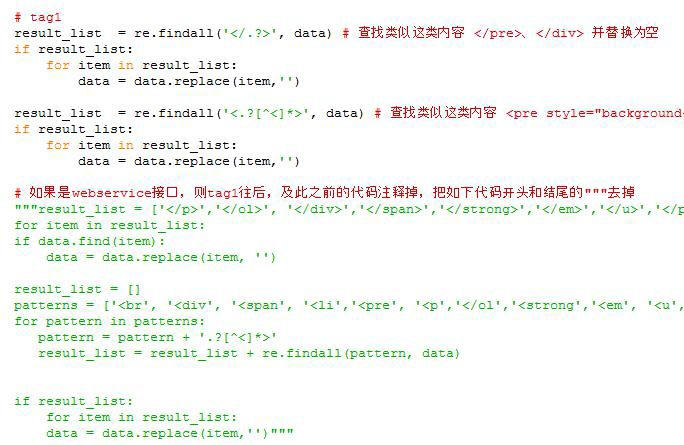 # tag1
result_list  = re.findall('</.?>', data) # 查找类似这类内容 </pre>、</div> 并替换为空
if result_list:
    for item in result_list:
        data = data.replace(item,'')

result_list  = re.findall('<.?[^<]*>', data) # 查找类似这类内容 <pre style="background-
if result_list:
    for item in result_list:
        data = data.replace(item,'')

# 如果是webservice接口，则tag1往后，及此之前的代码注释掉，把如下代码开头和结尾的"""去掉
"""result_list = ['</p>','</ol>, '</div>','</span>','</strong>','</em>','</u>','</p
for item in result_list:
if data.find(item):
    data = data.replace(item, '')

result_list = []
patterns = ['<br', '<div', '<span', '<li','<pre', '<p','</ol','<strong','<em', '<u',
for pattern in patterns:
   pattern = pattern + '.?[^<]*>'
   result_list = result_list + re.findall(pattern, data)


if result_list:
    for item in result_list:
    data = data.replace(item,'')"""